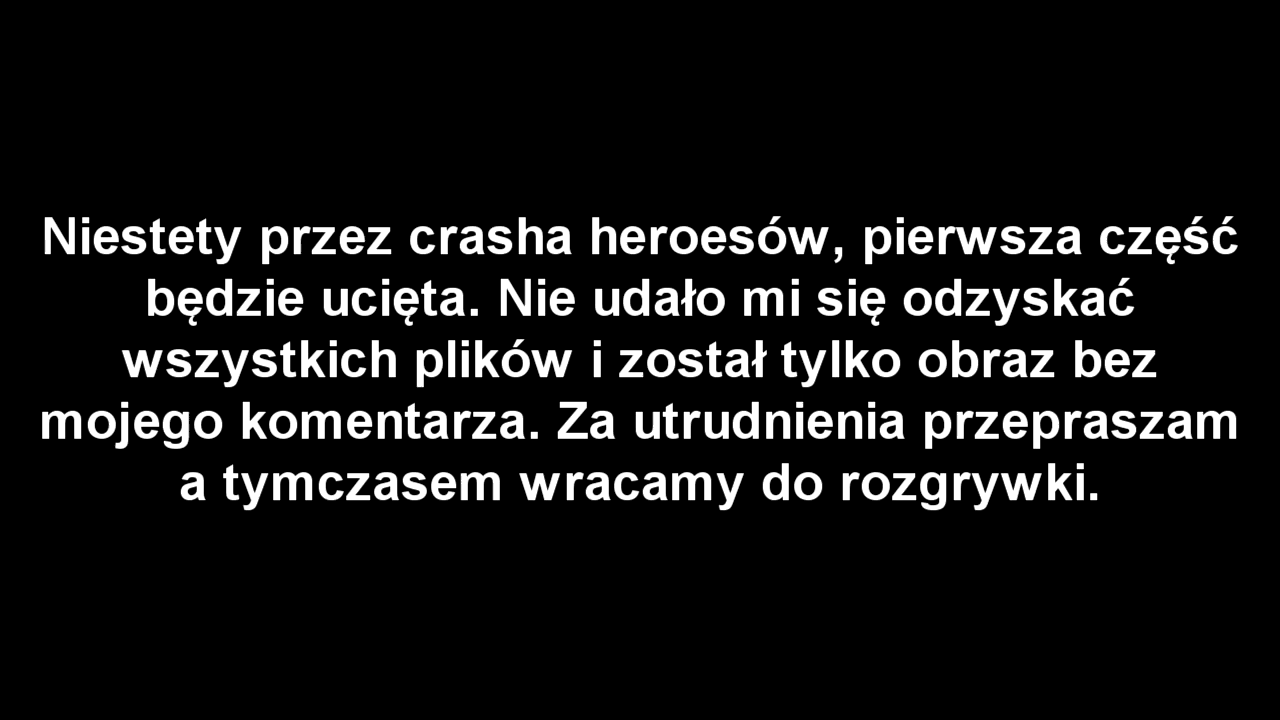 Niestety przez crasha heroesów, pierwsza część
będzie ucięta. Nie udało mi się odzyskać
wszystkich plików i został tylko obraz bez
mojego komentarza. Za utrudnienia przepraszam
a tymczasem wracamy do rozgrywki.